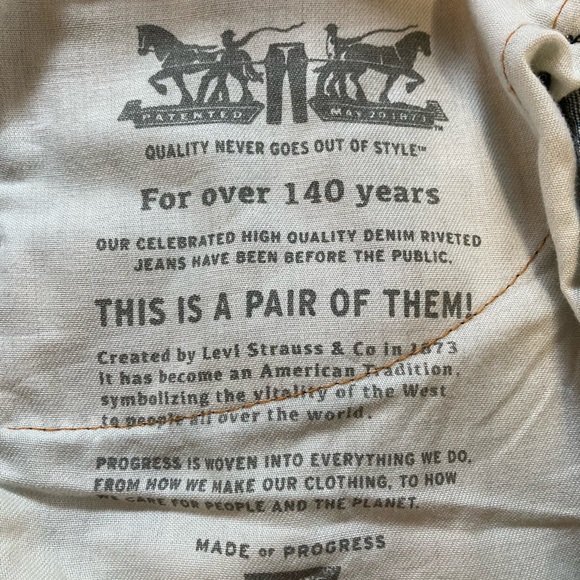 PATENTED MAY 20 1873 ™
QUALITY NEVER GOES OUT OF STYLE™
For over 140 years
OUR CELEBRATED HIGH QUALITY DENIM RIVETED
JEANS HAVE BEEN BEFORE THE PUBLIC.
THIS IS A PAIR OF THEM!
Created by Levi Strauss & Co in 1873
it has become an American Tradition,
symbolizing the vitality of the West
to people all over the world.
PROGRESS IS WOVEN INTO EVERYTHING WE DO,
FROM HOW WE MAKE OUR CLOTHING, TO HOW
WE CARE FOR PEOPLE AND THE PLANET.
MADE OF PROGRESS